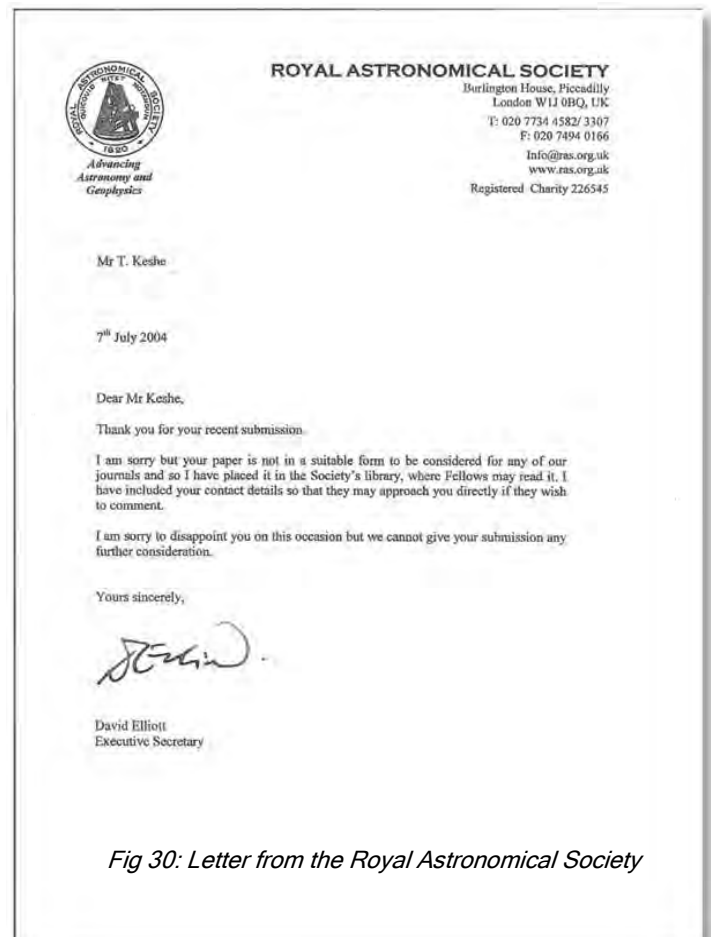 ROYAL ASTRONOMICAL SOCIETY
QUICQUID NITET NOTANDUM
1820
Advancing
Astronomy and
Geophysics
ROYAL ASTRONOMICAL SOCIETY
Burlington House, Piccadilly
London W1J 0BQ, UK
T: 020 7734 4582/ 3307
F: 020 7494 0166
Info@ras.org.uk
www.ras.org.uk
Registered Charity 226545
Mr T. Keshe
7th July 2004
Dear Mr Keshe,
Thank you for your recent submission.
I am sorry but your paper is not in a suitable form to be considered for any of our
journals and so I have placed it in the Society's library, where Fellows may read it. I
have included your contact details so that they may approach you directly if they wish
to comment.
I am sorry to disappoint you on this occasion but we cannot give your submission any
further consideration.
Yours sincerely,
David Elliott
Executive Secretary
Fig 30: Letter from the Royal Astronomical Society